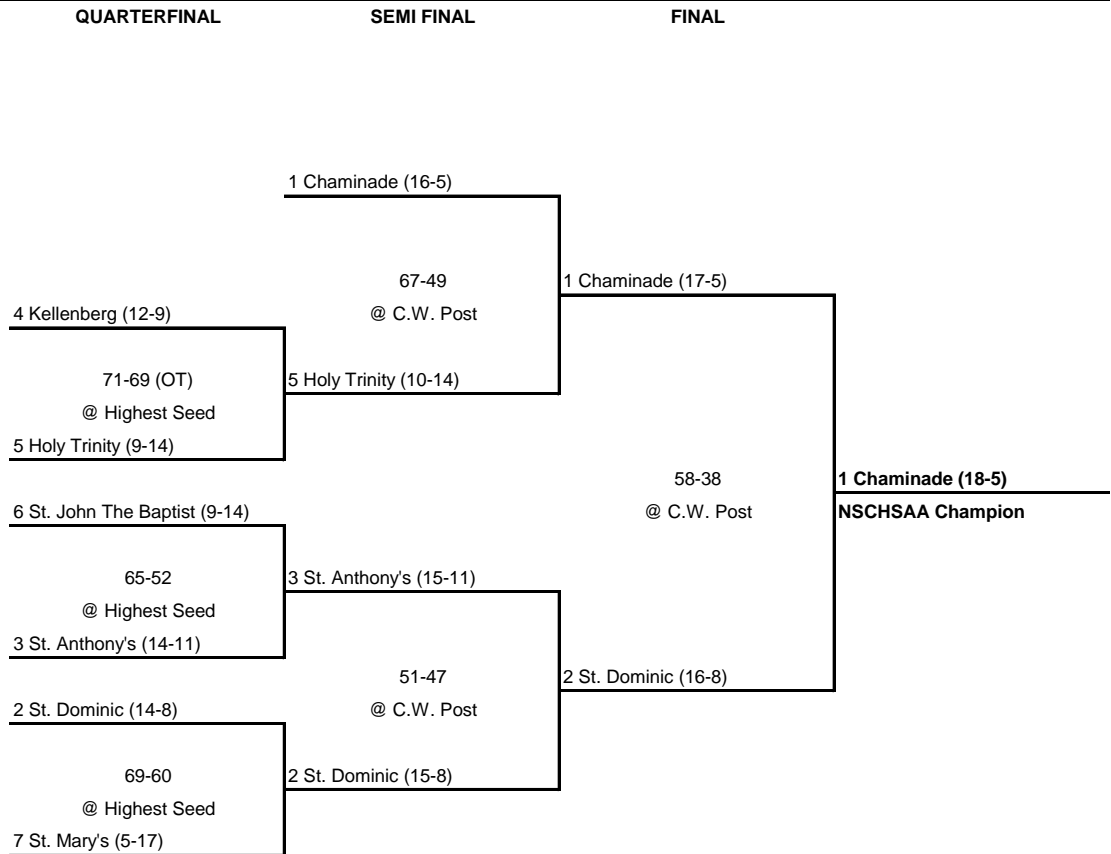 QUARTERFINAL SEMI FINAL FINAL
1 Chaminade (16-5)
67-49 1 Chaminade (17-5)
4 Kellenberg (12-9) @ C.W. Post
71-69 (OT) 5 Holy Trinity (10-14)
@ Highest Seed
5 Holy Trinity (9-14)
58-38 1 Chaminade (18-5)
6 St. John The Baptist (9-14) @ C.W. Post NSCHSAA Champion
65-52 3 St. Anthony's (15-11)
@ Highest Seed
3 St. Anthony's (14-11)
51-47 2 St. Dominic (16-8)
2 St. Dominic (14-8) @ C.W. Post
69-60 2 St. Dominic (15-8)
@ Highest Seed
7 St. Mary's (5-17)